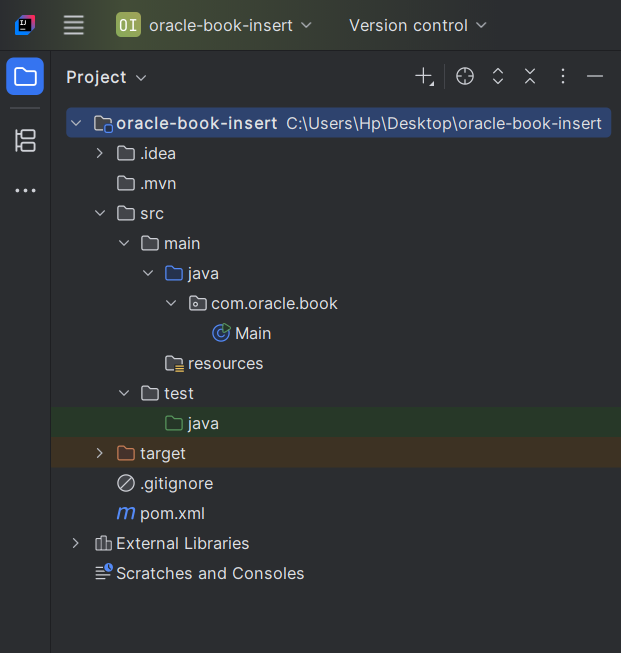 OI oracle-book-insert Version control
Project
oracle-book-insert C:\Users\Hp\Desktop\oracle-book-insert
.idea
.mvn
src
main
java
com.oracle.book
Main
resources
test
java
target
.gitignore
pom.xml
External Libraries
Scratches and Consoles